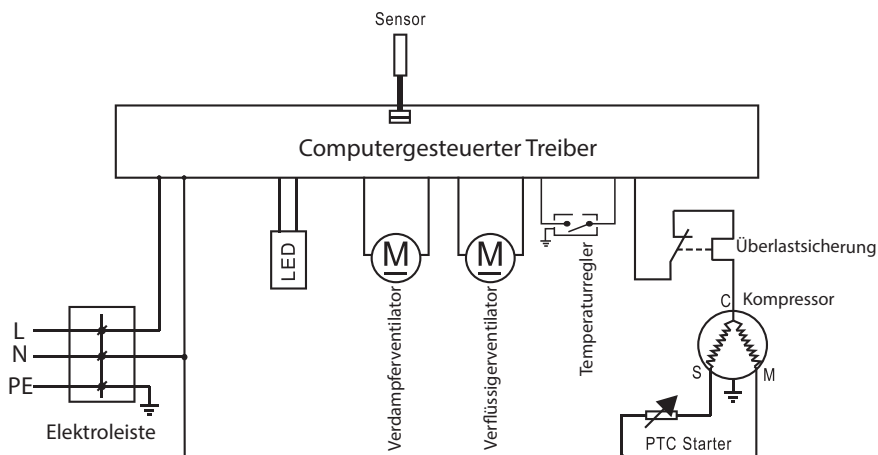 Sensor
Computergesteuerter Treiber
LED
M
M
Verdampferventilator
Verflüssigerventilator
Temperaturregler
Überlastsicherung
C
Kompressor
S
M
PTC Starter
L
N
PE
Elektroleiste